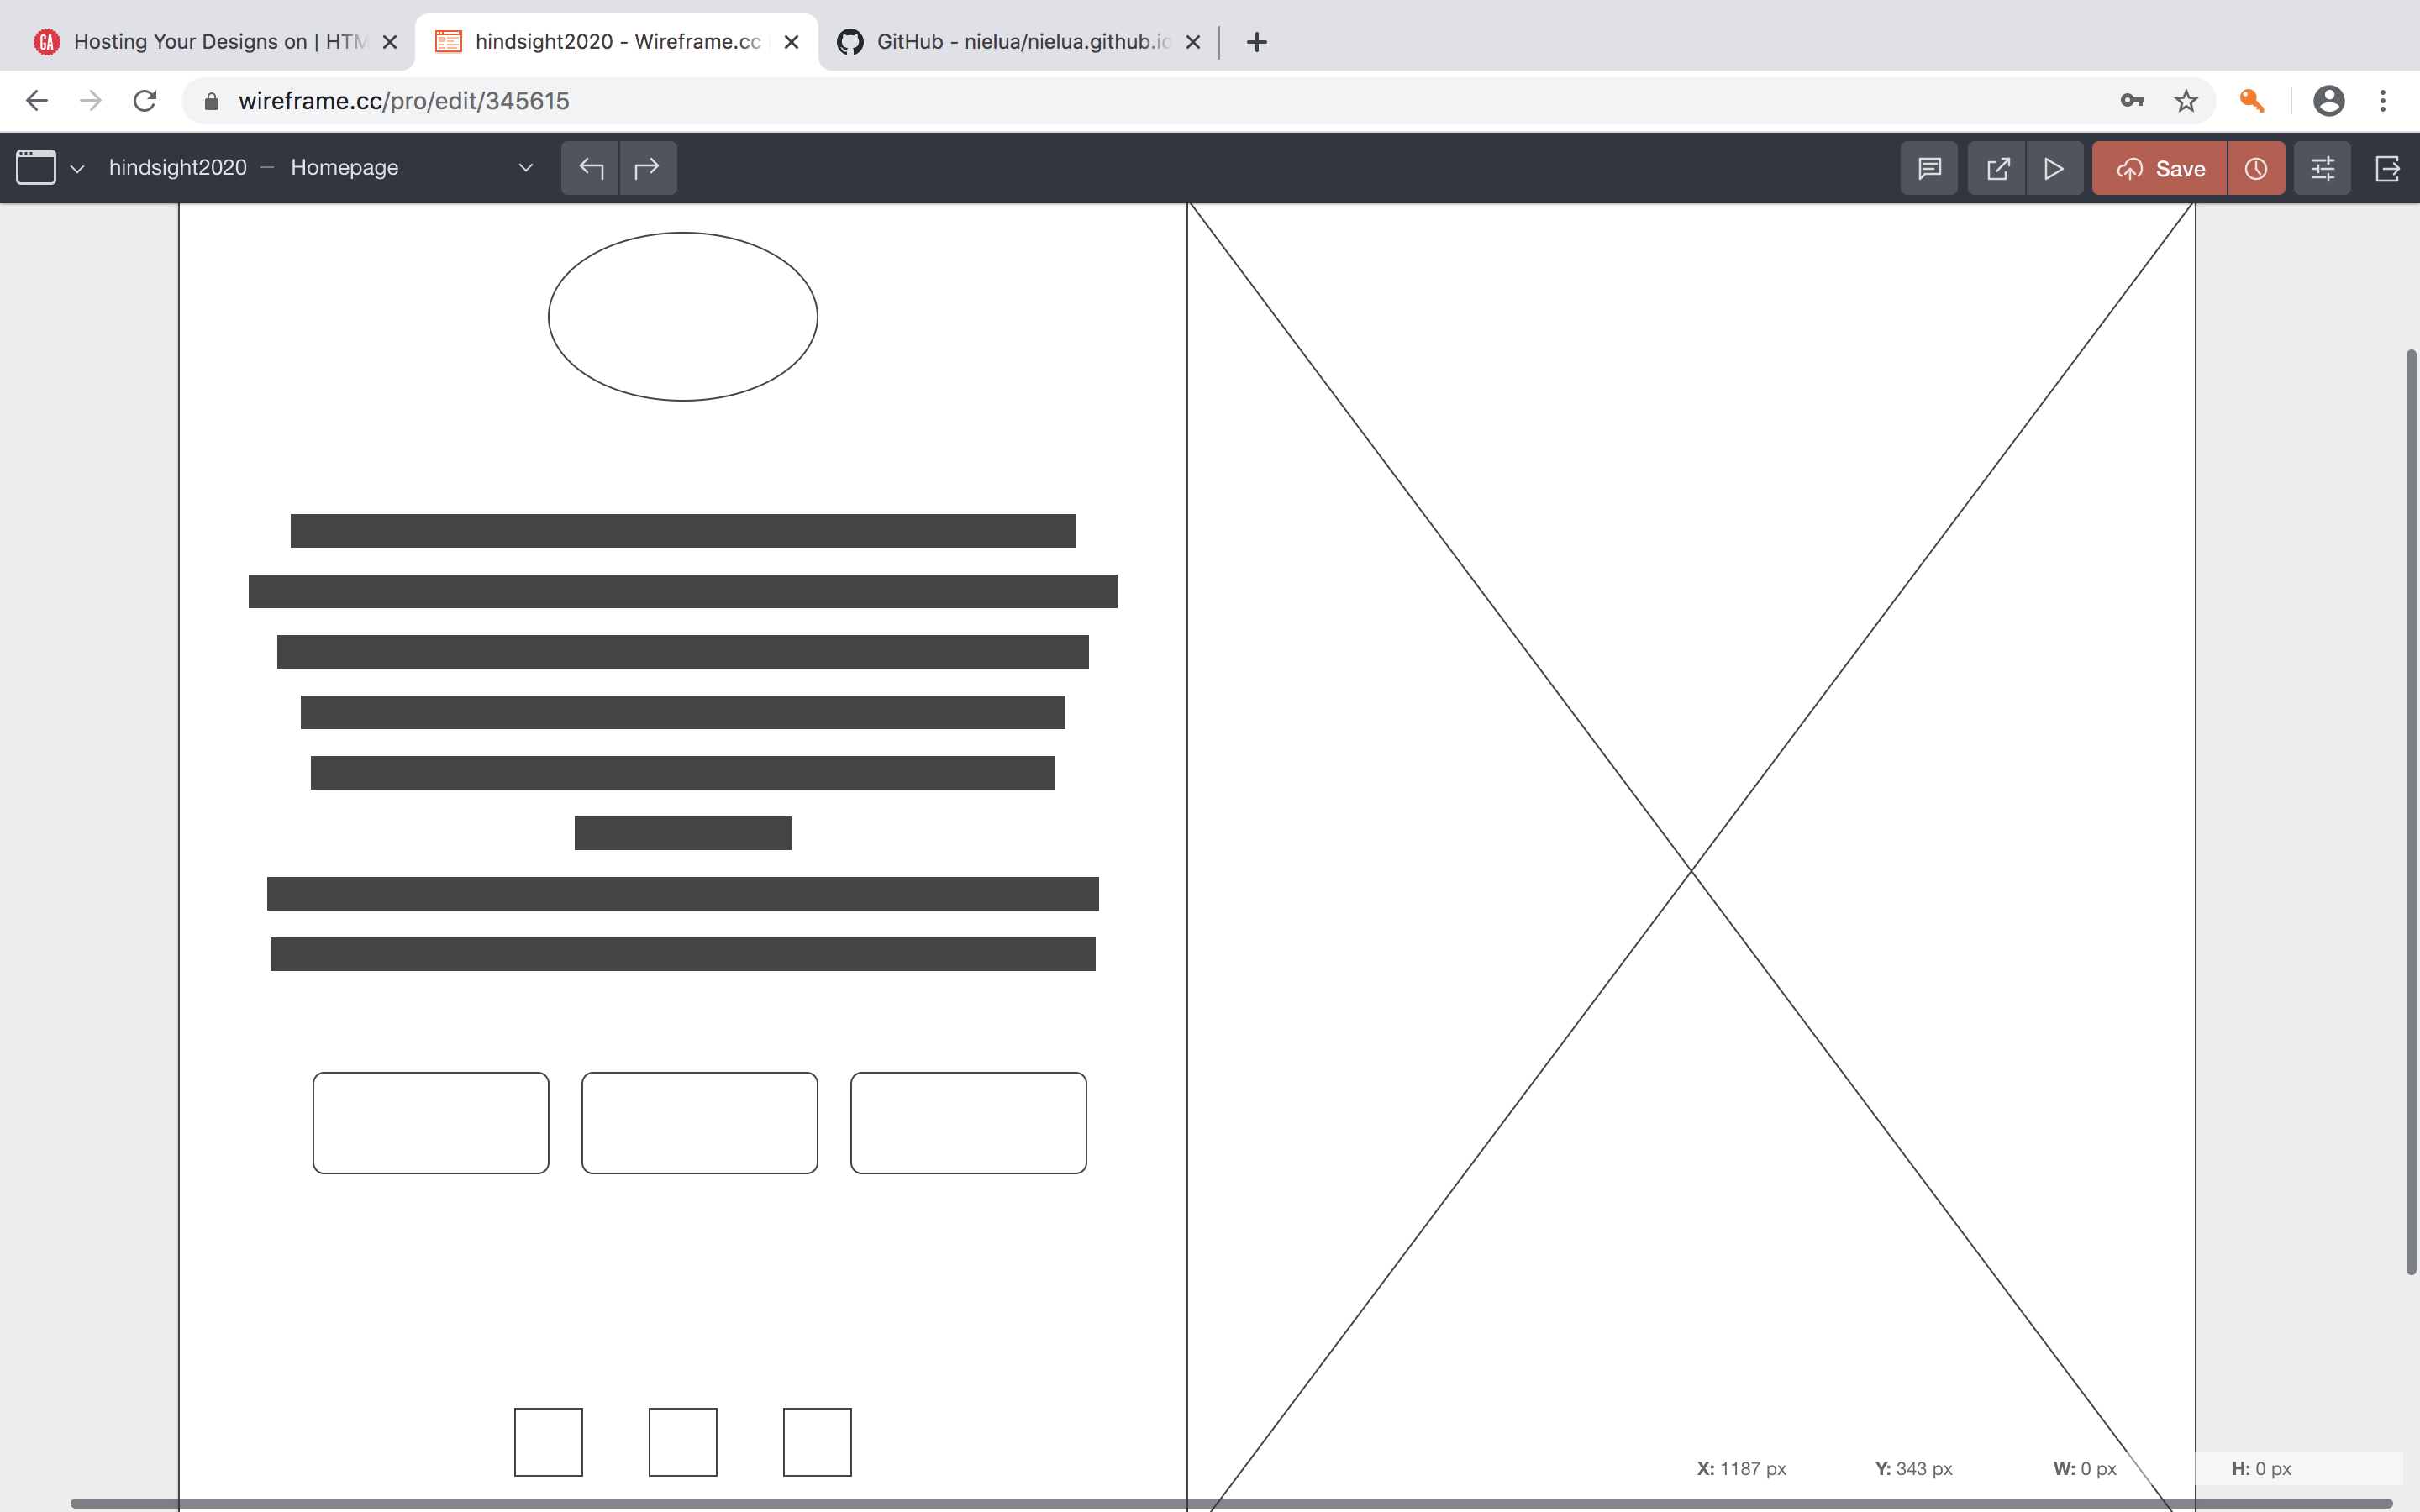 GA Hosting Your Designs on | HTM
hindsight2020 - Wireframe.cc
GitHub - nielua/nielua.github.io
wireframe.cc/pro/edit/345615
hindsight2020 — Homepage
Save
X: 1187 px Y: 343 px W: 0 px H: 0 px